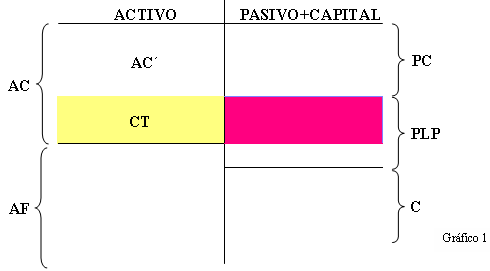 ACTIVO PASIVO+CAPITAL
AC´ PC
AC
CT PLP
AF C
Gráfico 1